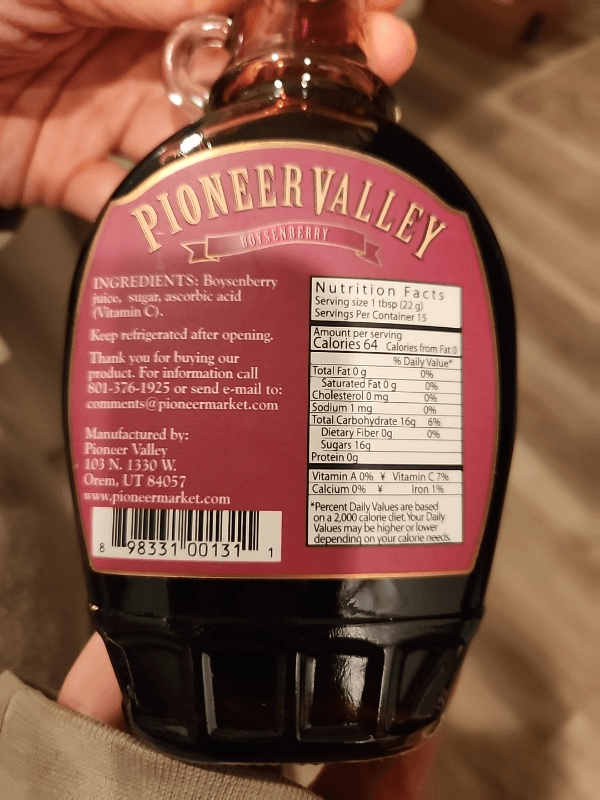 PIONEER VALLEY
BOYSENBERRY
INGREDIENTS: Boysenberry
juice, sugar, ascorbic acid
(Vitamin C).
Keep refrigerated after opening.
Thank you for buying our
product. For information call
801-376-1925 or send e-mail to:
comments@pioneermarket.com
Manufactured by:
Pioneer Valley
103 N. 1330 W.
Orem, UT 84057
www.pioneermarket.com
8 98331 00131 1
Nutrition Facts
Serving size 1 tbsp (22 g)
Servings Per Container 15
Amount per serving
Calories 64 Calories from Fat 0
% Daily Value*
Total Fat 0 g 0%
Saturated Fat 0 g 0%
Cholesterol 0 mg 0%
Sodium 1 mg 0%
Total Carbohydrate 16g 6%
Dietary Fiber 0g 0%
Sugars 16g
Protein 0g
Vitamin A 0% ¥ Vitamin C 7%
Calcium 0% ¥ Iron 1%
*Percent Daily Values are based
on a 2,000 calorie diet. Your Daily
Values may be higher or lower
depending on your calorie needs.